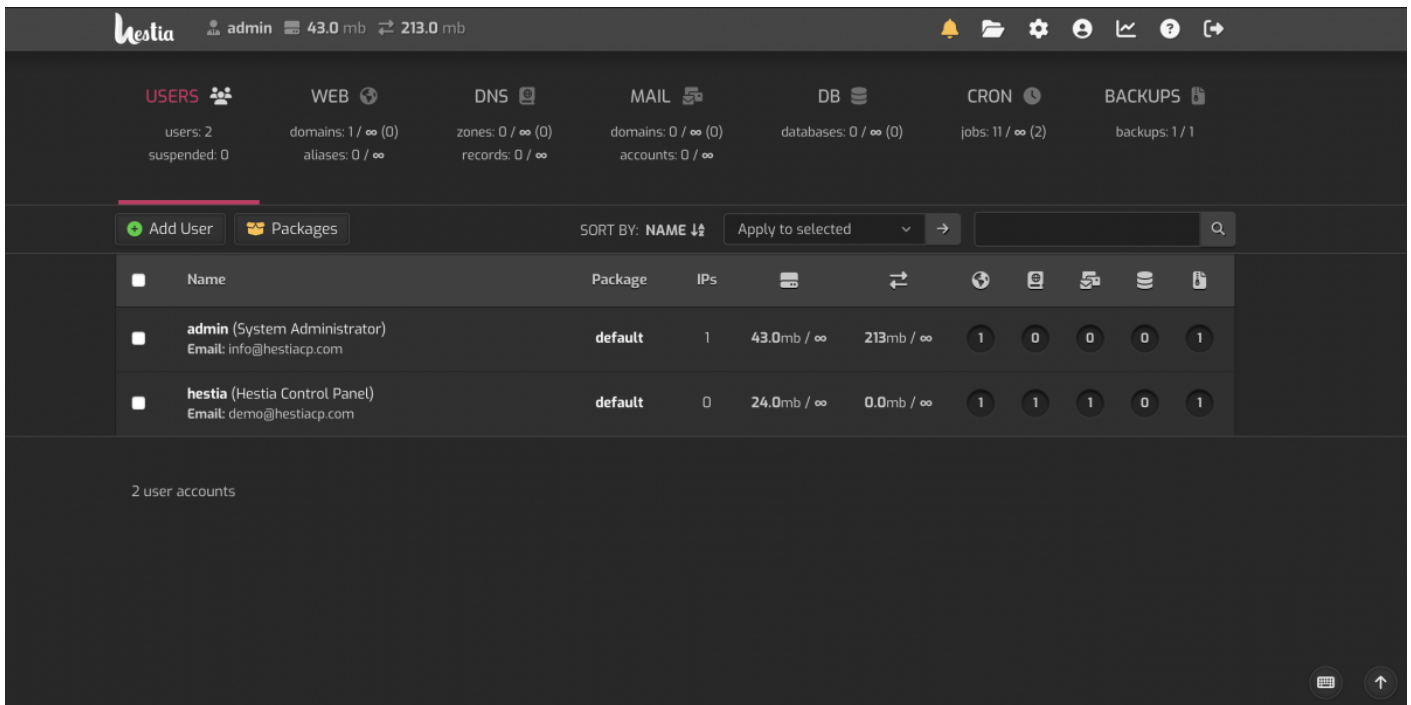 Hestia admin 43.0 mb 213.0 mb
USERS WEB DNS MAIL DB CRON BACKUPS
users: 2 domains: 1 / ∞ (0) zones: 0 / ∞ (0) domains: 0 / ∞ (0) databases: 0 / ∞ (0) jobs: 11 / ∞ (2) backups: 1 / 1
suspended: 0 aliases: 0 / ∞ records: 0 / ∞ accounts: 0 / ∞
Add User Packages SORT BY: NAME Apply to selected
Name Package IPs
admin (System Administrator) default 1 43.0mb / ∞ 213mb / ∞ 1 0 0 0 1
Email: info@hestiacp.com
hestia (Hestia Control Panel) default 0 24.0mb / ∞ 0.0mb / ∞ 1 1 1 0 1
Email: demo@hestiacp.com
2 user accounts